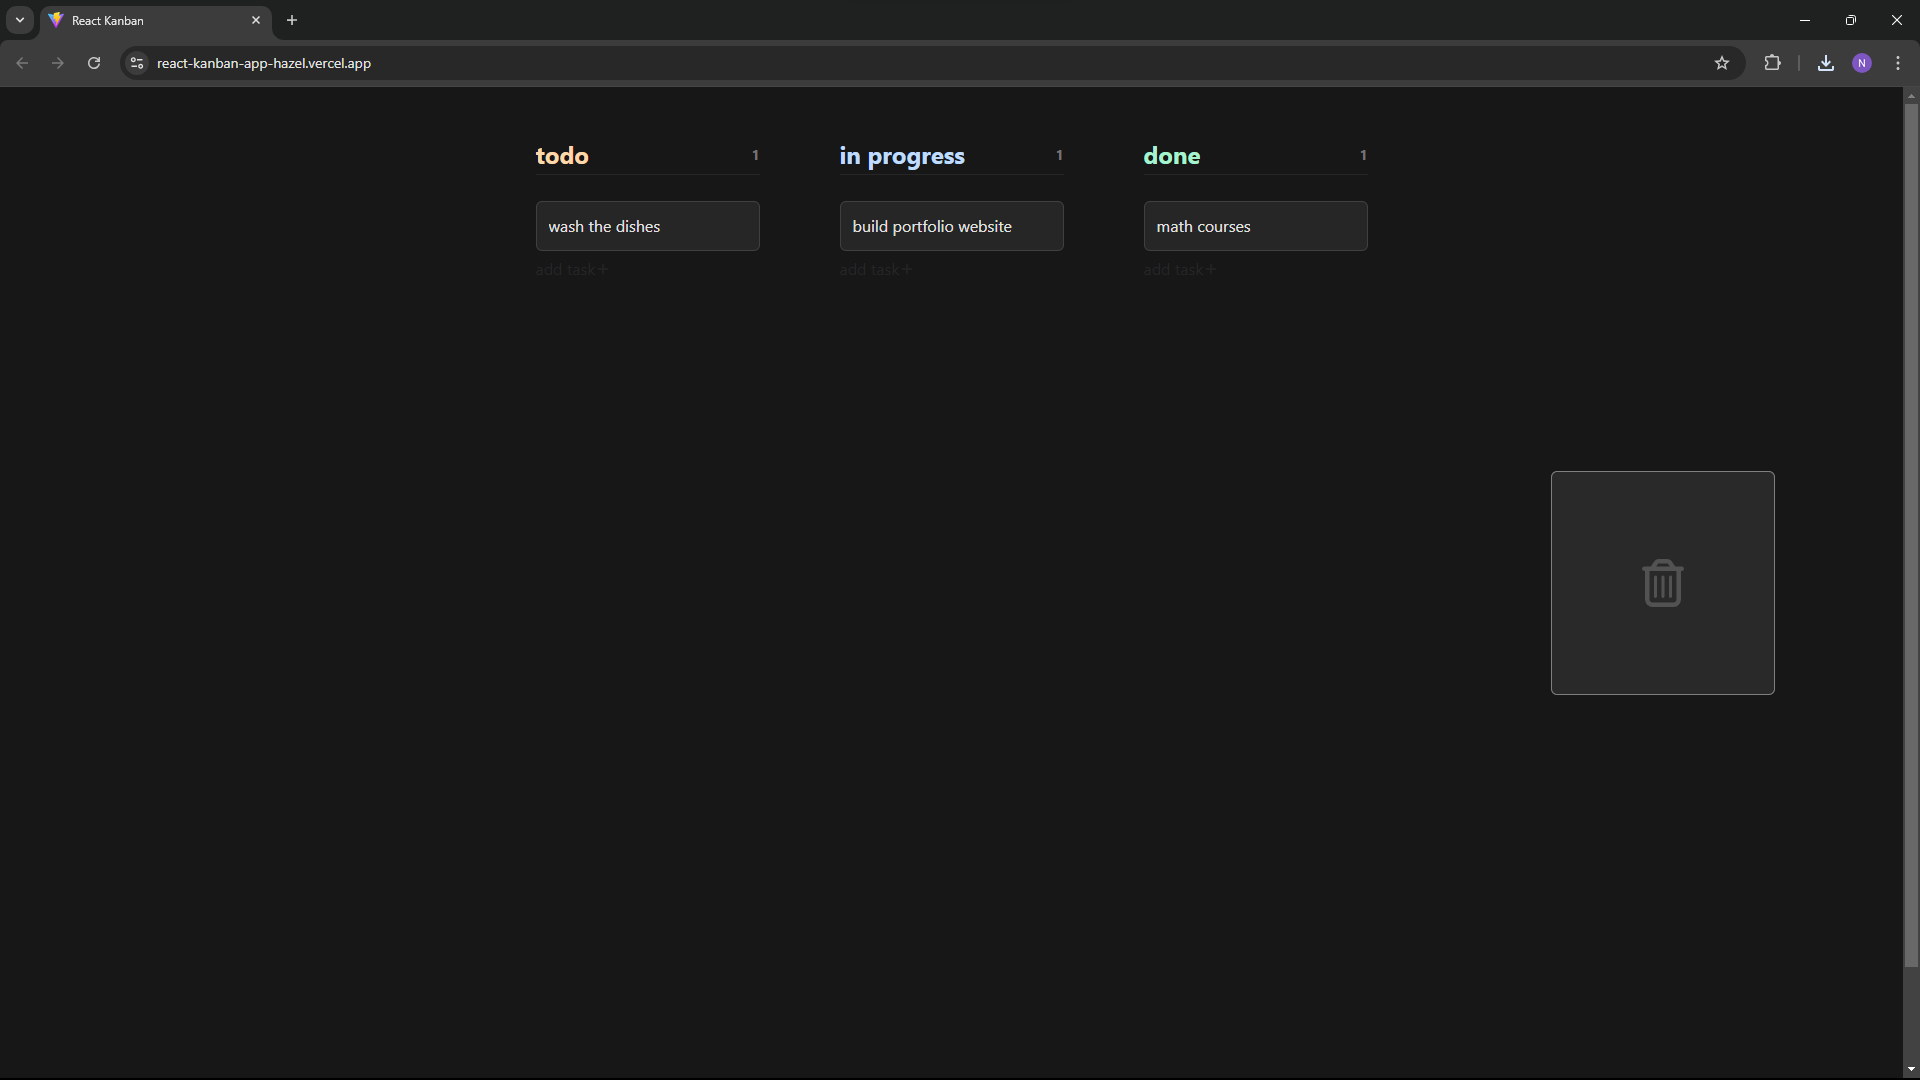 React Kanban
react-kanban-app-hazel.vercel.app
N
todo 1
wash the dishes
add task+
in progress 1
build portfolio website
add task+
done 1
math courses
add task+